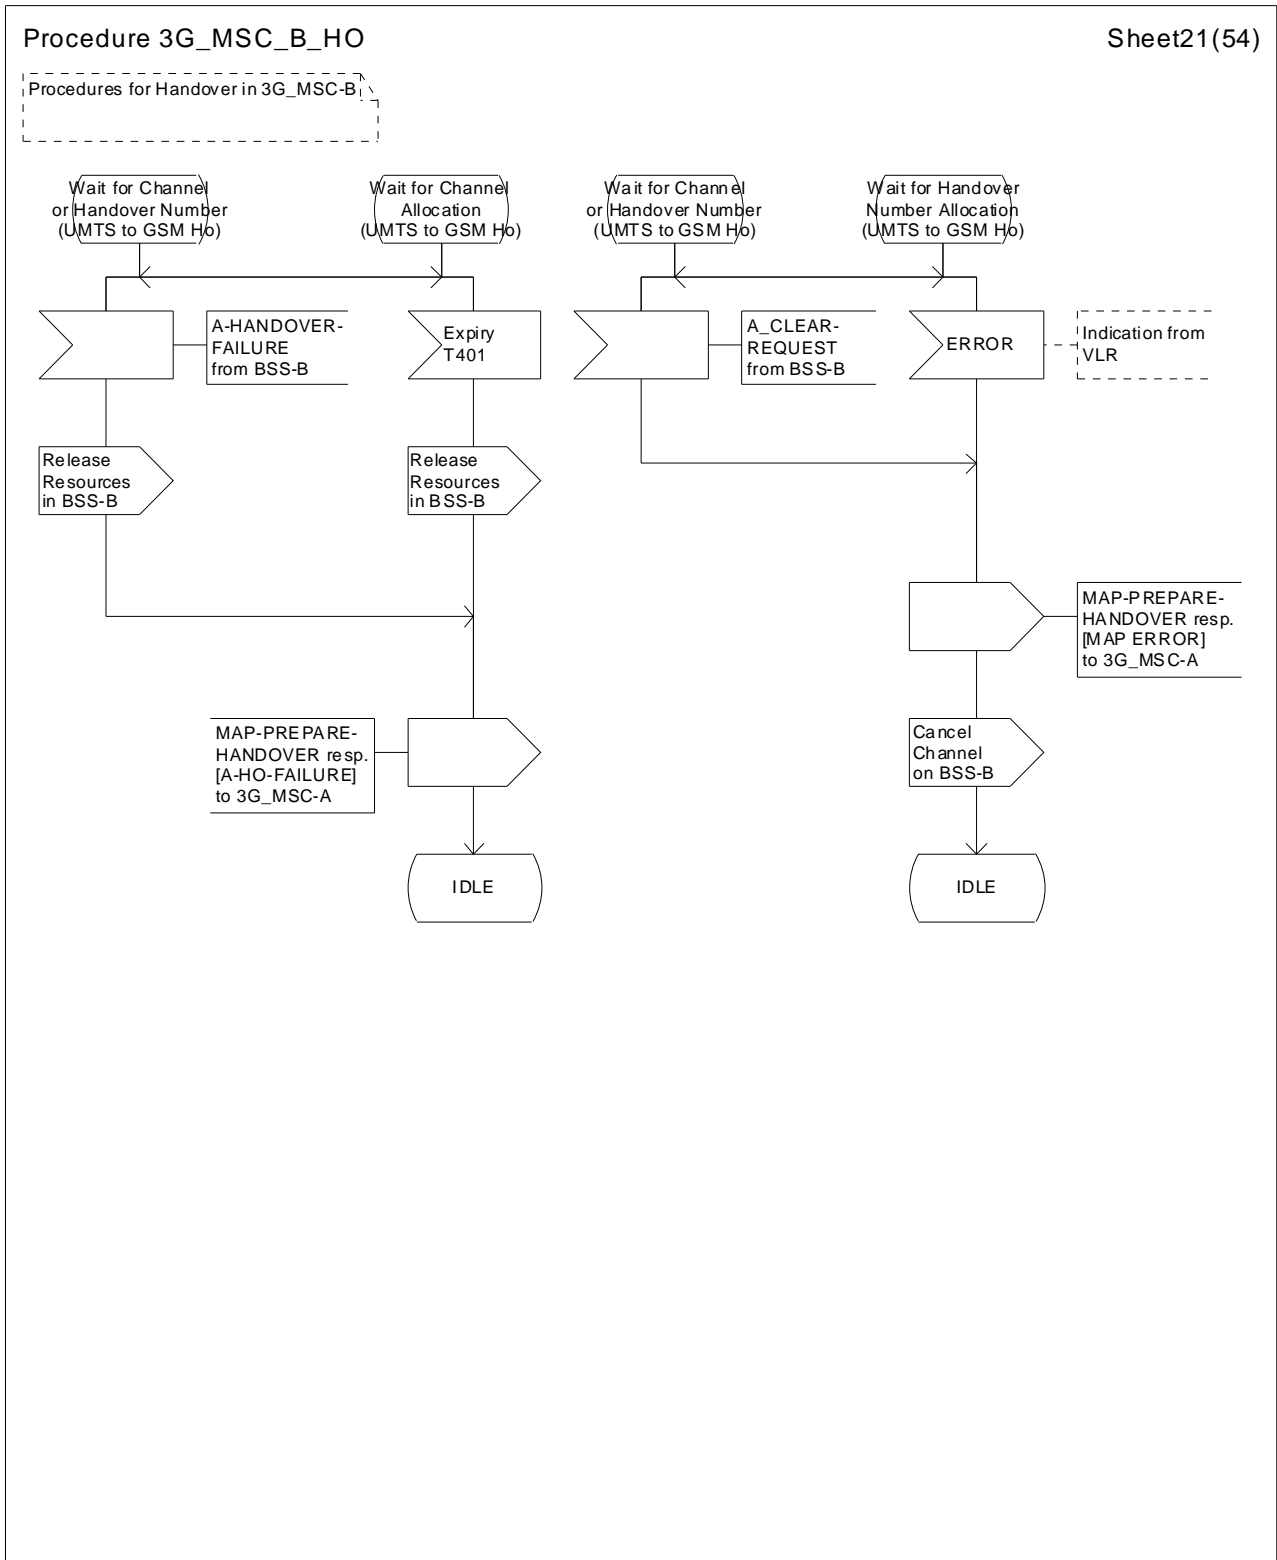 Procedure 3G_MSC_B_HO
Sheet21(54)
Procedures for Handover in 3G_MSC-B
Wait for Channel
or Handover Number
(UMTS to GSM Ho)
Wait for Channel
Allocation
(UMTS to GSM Ho)
Wait for Channel
or Handover Number
(UMTS to GSM Ho)
Wait for Handover
Number Allocation
(UMTS to GSM Ho)
A-HANDOVER-
FAILURE
from BSS-B
Expiry
T401
A_CLEAR-
REQUEST
from BSS-B
ERROR
Indication from
VLR
Release
Resources
in BSS-B
Release
Resources
in BSS-B
MAP-PREPARE-
HANDOVER resp.
[MAP ERROR]
to 3G_MSC-A
MAP-PREPARE-
HANDOVER resp.
[A-HO-FAILURE]
to 3G_MSC-A
Cancel
Channel
on BSS-B
IDLE
IDLE